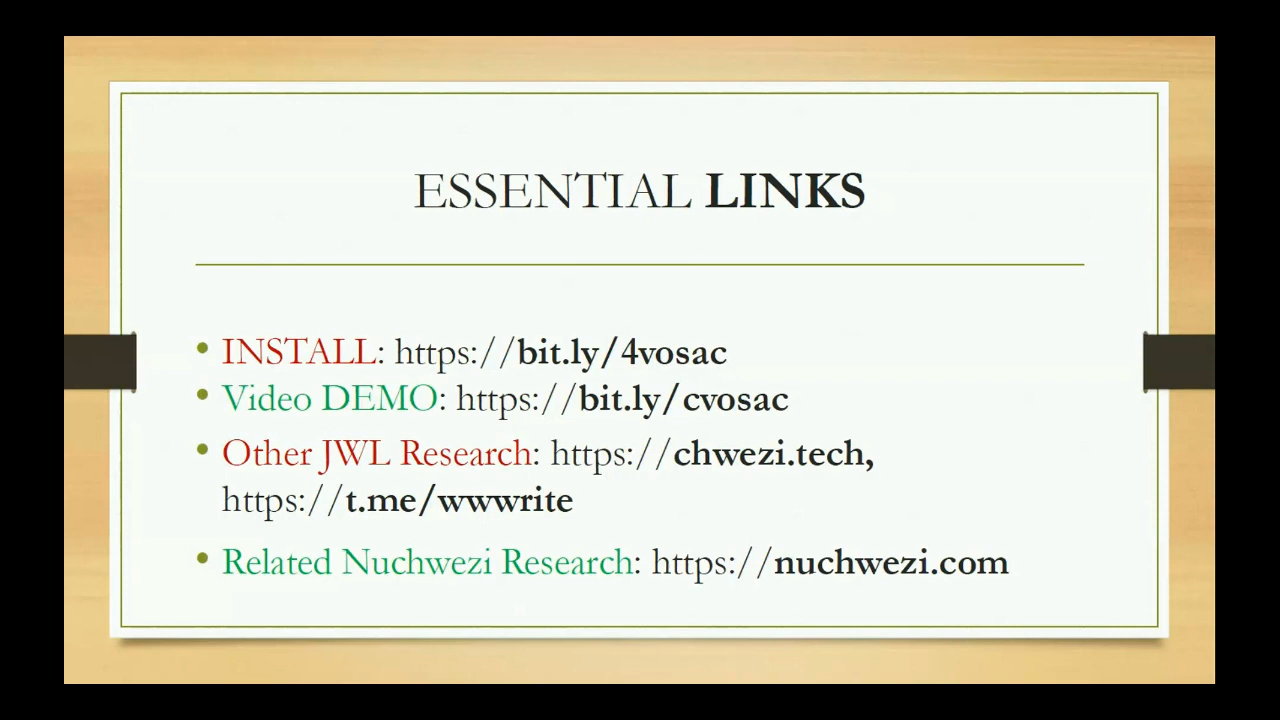 ESSENTIAL LINKS
• INSTALL: https://bit.ly/4vosac
• Video DEMO: https://bit.ly/cvosac
• Other JWL Research: https://chwezi.tech,
https://t.me/wwwrite
• Related Nuchwezi Research: https://nuchwezi.com